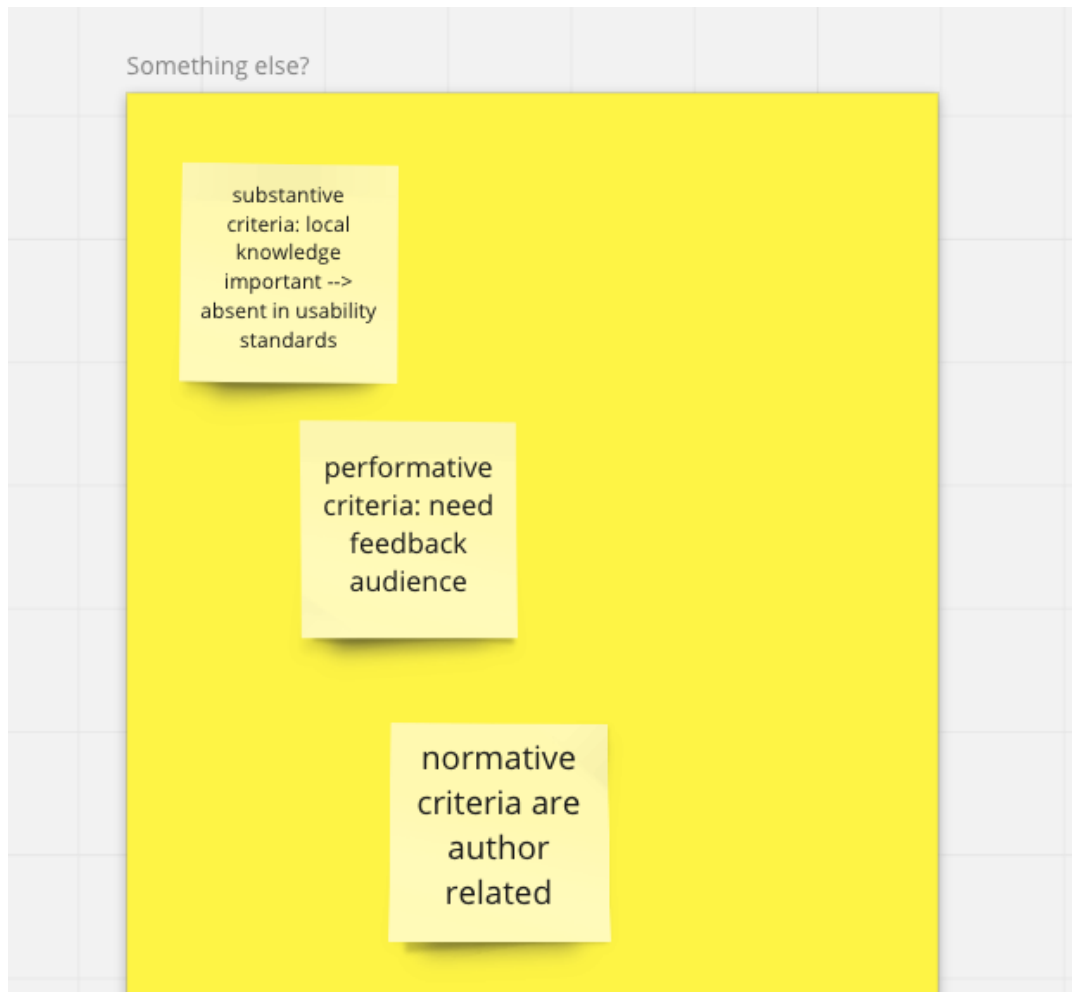 Something else?
substantive
criteria: local
knowledge
important -->
absent in usability
standards
performative
criteria: need
feedback
audience
normative
criteria are
author
related